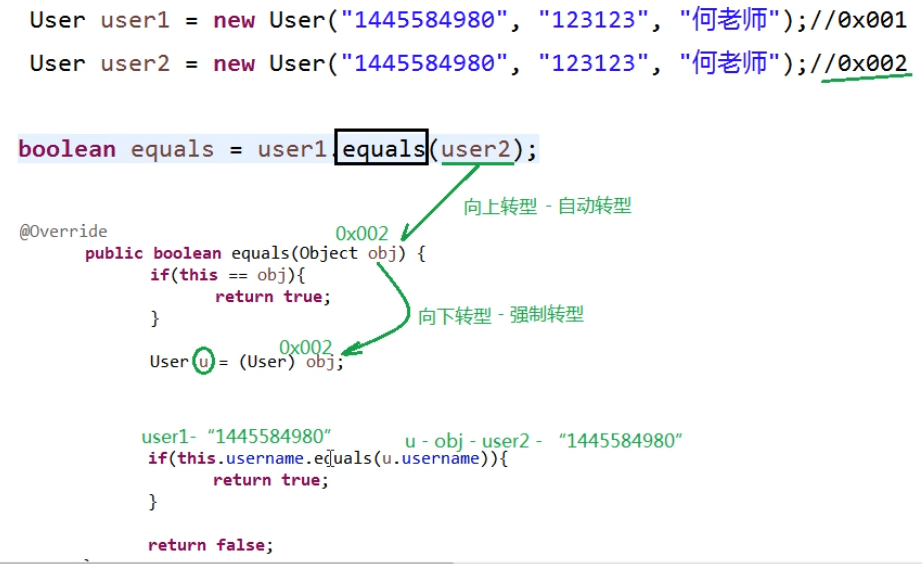 User user1 = new User("1445584980", "123123", "何老师");//0x001
User user2 = new User("1445584980", "123123", "何老师");//0x002
boolean equals = user1.equals(user2);
向上转型 - 自动转型
@Override
0x002
public boolean equals(Object obj) {
if(this == obj){
return true;
}
向下转型 - 强制转型
0x002
User u = (User) obj;
user1-“1445584980” u - obj - user2 - “1445584980”
if(this.username.equals(u.username)){
return true;
}
return false;